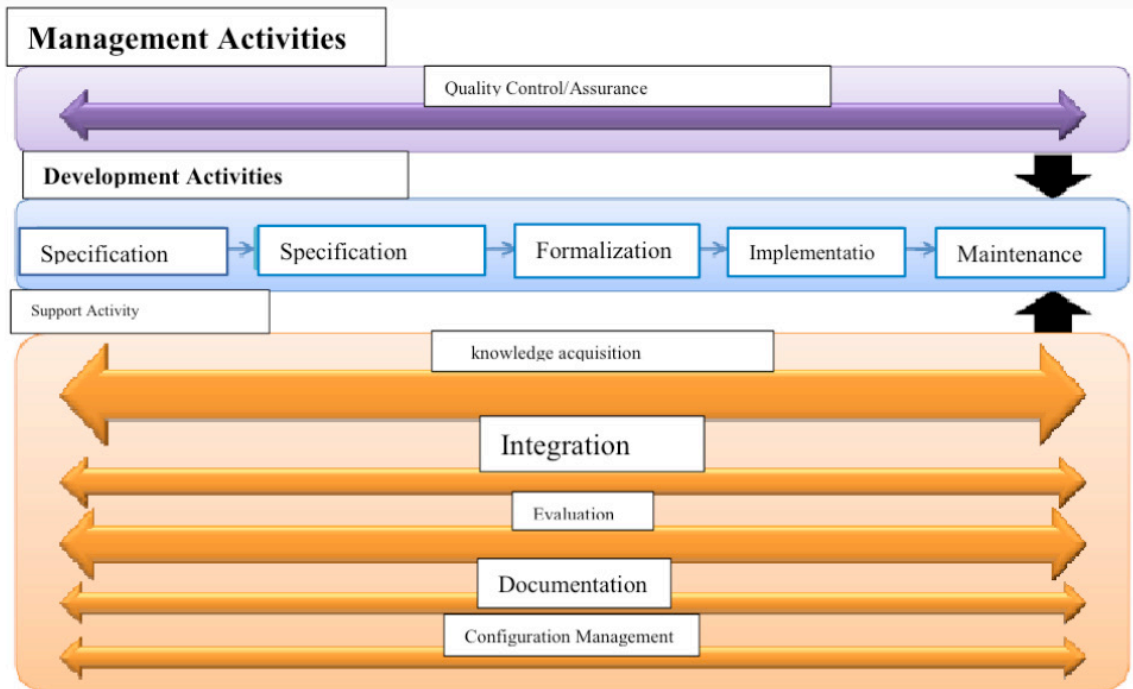 Management Activities
Quality Control/Assurance
Development Activities
Specification
Specification
Formalization
Implementatio
Maintenance
Support Activity
knowledge acquisition
Integration
Evaluation
Documentation
Configuration Management